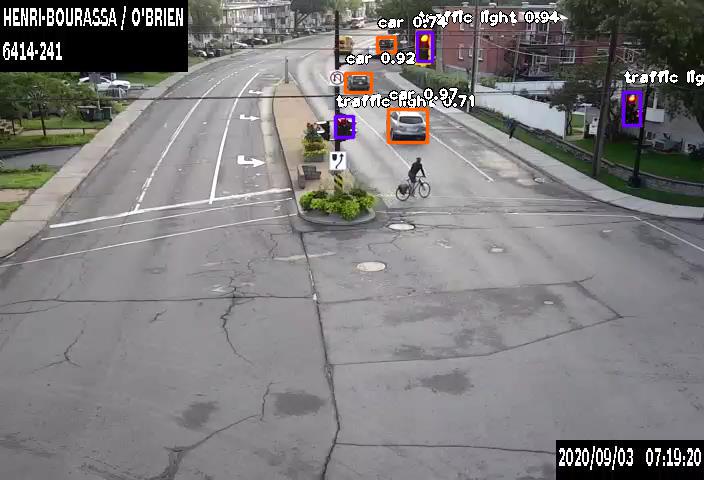 HENRI-BOURASSA / O'BRIEN
6414-241
traffic light 0.94
car 0.74
car 0.92
traffic lig
car 0.97
traffic light 0.71
2020/09/03 07:19:20